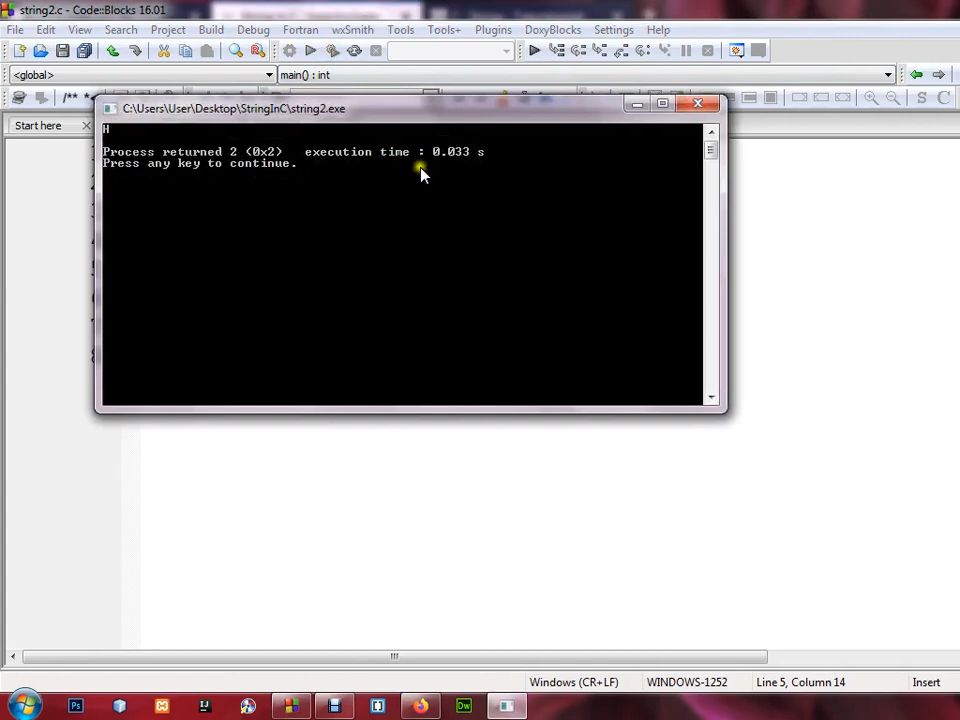 string2.c - Code::Blocks 16.01
File Edit View Search Project Build Debug Fortran wxSmith Tools Tools+ Plugins DoxyBlocks Settings Help
<global> main() : int
/** *
C:\Users\User\Desktop\StringInC\string2.exe
Start here
H
Process returned 2 (0x2) execution time : 0.033 s
Press any key to continue.
Windows (CR+LF) WINDOWS-1252 Line 5, Column 14 Insert
Ps Dw